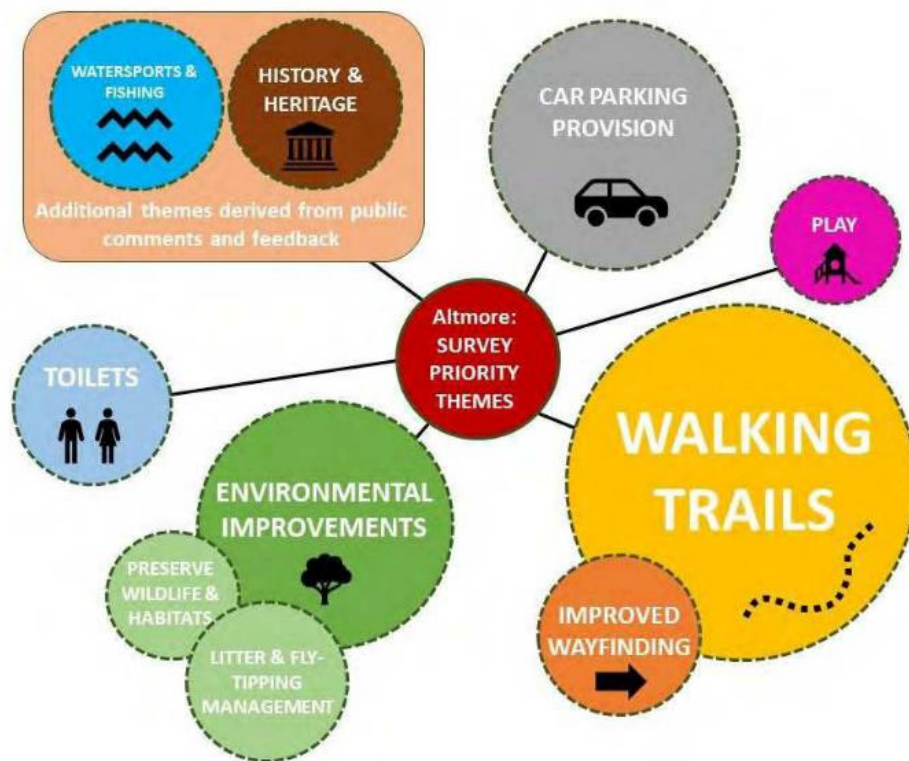 WATERSPORTS &
FISHING
HISTORY &
HERITAGE
Additional themes derived from public
comments and feedback
CAR PARKING
PROVISION
PLAY
Altmore:
SURVEY
PRIORITY
THEMES
TOILETS
WALKING
TRAILS
ENVIRONMENTAL
IMPROVEMENTS
PRESERVE
WILDLIFE &
HABITATS
IMPROVED
WAYFINDING
LITTER & FLY-
TIPPING
MANAGEMENT